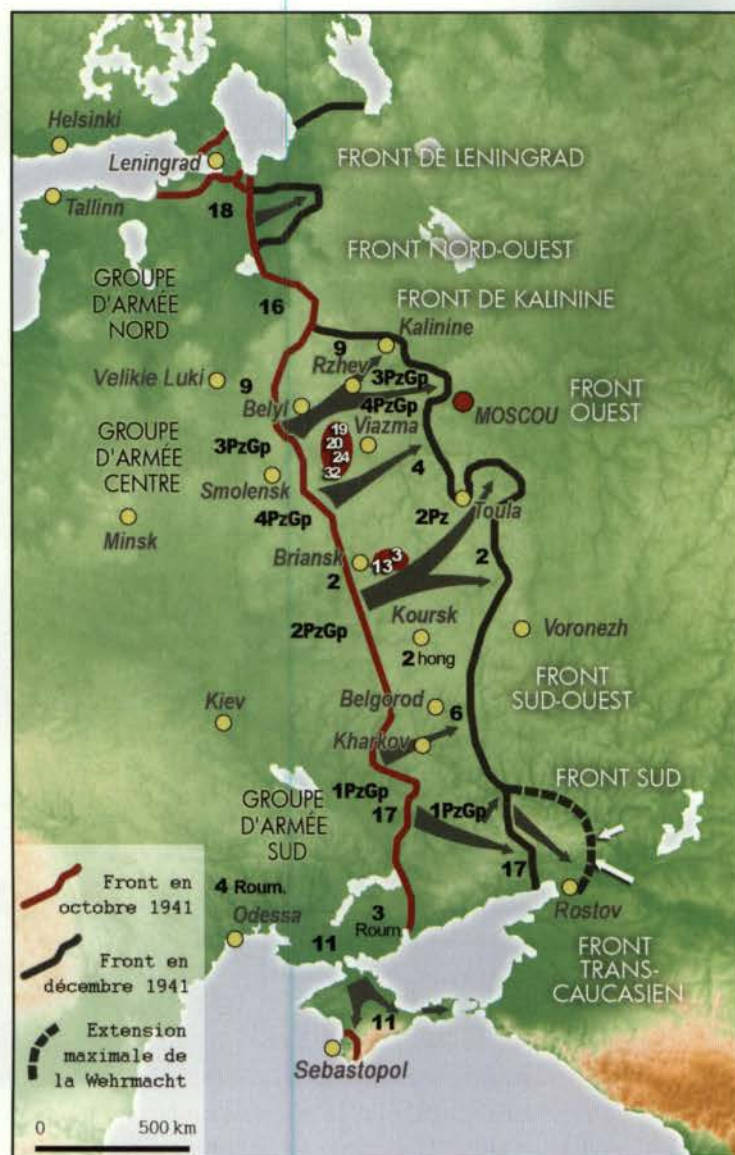 Helsinki
Leningrad
FRONT DE LENINGRAD
Tallinn
18
FRONT NORD-OUEST
GROUPE
D'ARMÉE
NORD
16
FRONT DE KALININE
Kalinine
9
Rzhev
3PzGp
Velikie Luki
9
FRONT
OUEST
Belyl
4PzGp
MOSCOU
19
20
24
32
Viazma
GROUPE
D'ARMÉE
CENTRE
3PzGp
4
Smolensk
4PzGp
2Pz
Toula
Minsk
Briansk
3
13
2
2
2PzGp
Koursk
Voronezh
2 hong
FRONT
SUD-OUEST
Kiev
Belgorod
6
Kharkov
FRONT SUD
GROUPE
D'ARMÉE
SUD
1PzGp
17
1PzGp
17
Rostov
4 Roum.
Odessa
3
Roum.
11
FRONT
TRANS-
CAUCASIEN
11
Sebastopol
Front en
octobre 1941
Front en
décembre 1941
Extension
maximale de
la Wehrmacht
0 500 km